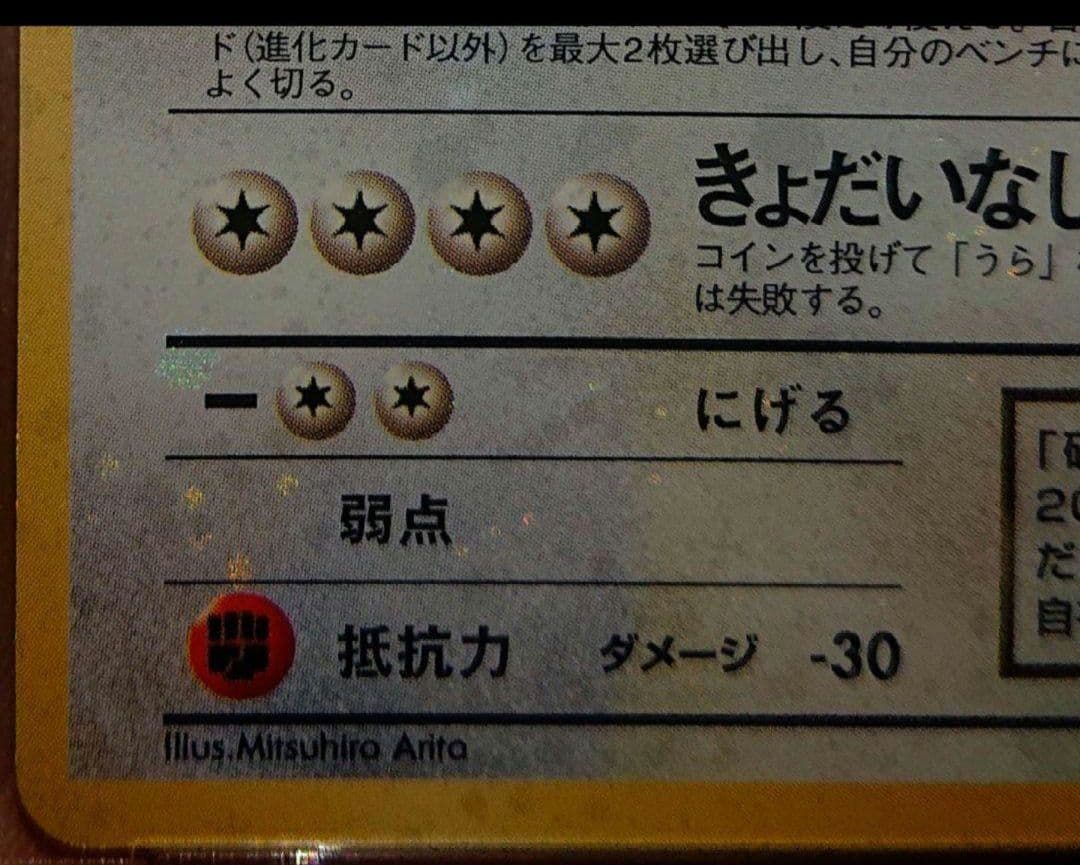 ド(進化カード以外)を最大2枚選び出し、自分のベンチに
よく切る。
きょだいなし
コインを投げて「うら」
は失敗する。
にげる
弱点
抵抗力 ダメージ -30
「
20
だ
自
Illus.Mitsuhiro Arita